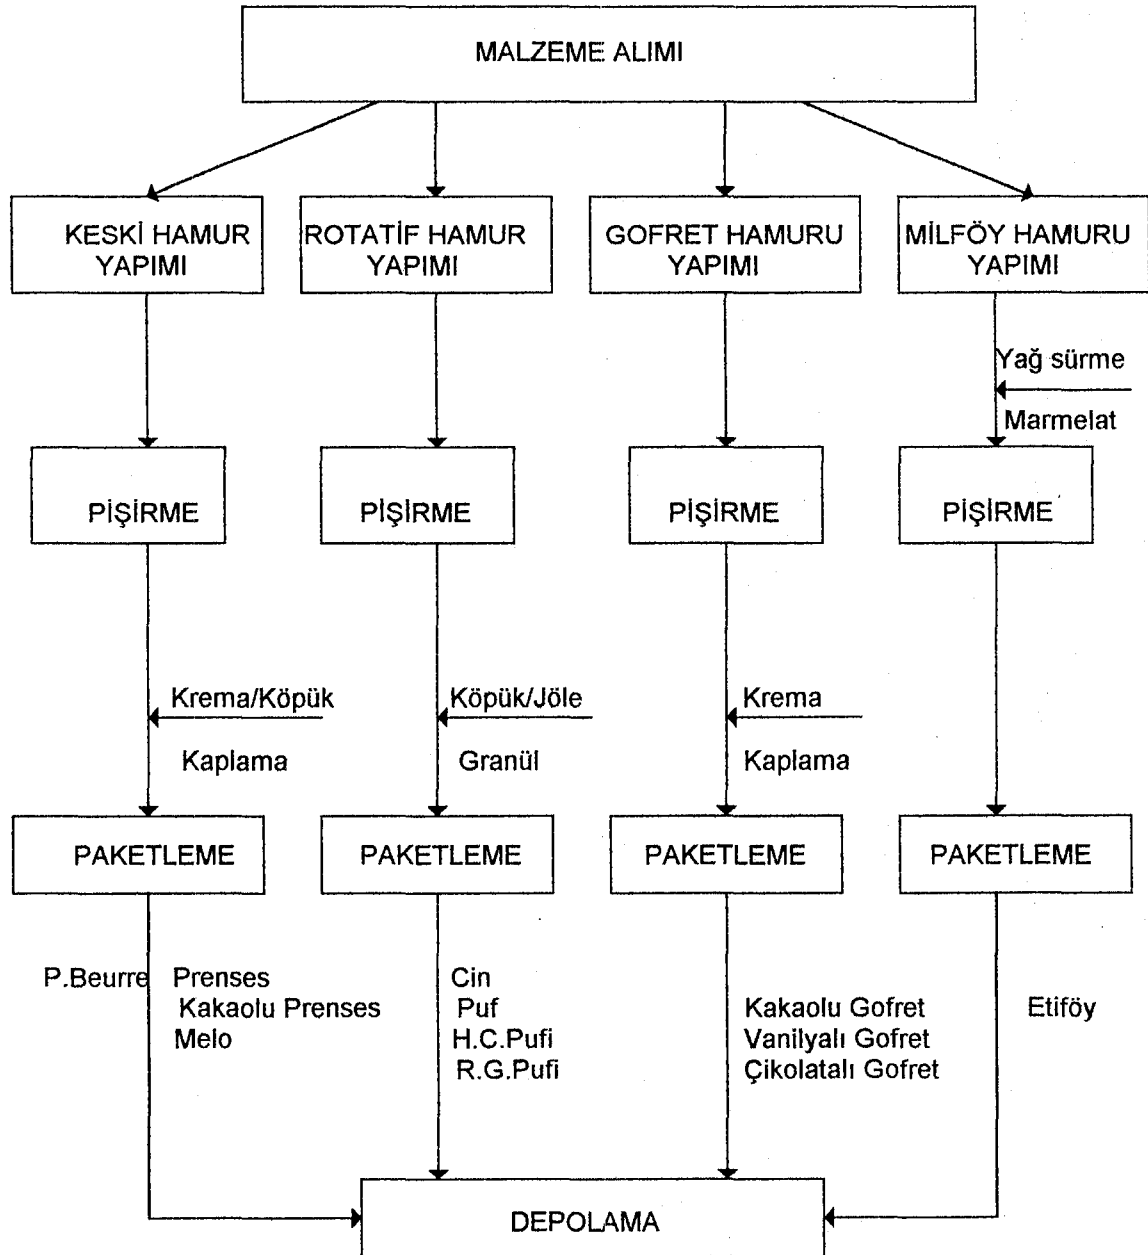 MALZEME ALIMI
KESKİ HAMUR
YAPIMI
ROTATİF HAMUR
YAPIMI
GOFRET HAMURU
YAPIMI
MİLFÖY HAMURU
YAPIMI
Yağ sürme
Marmelat
PİŞİRME
PİŞİRME
PİŞİRME
PİŞİRME
Krema/Köpük
Kaplama
Köpük/Jöle
Granül
Krema
Kaplama
PAKETLEME
PAKETLEME
PAKETLEME
PAKETLEME
P.Beurre
Prenses
Kakaolu Prenses
Melo
Cin
Puf
H.C.Pufi
R.G.Pufi
Kakaolu Gofret
Vanilyalı Gofret
Çikolatalı Gofret
Etiföy
DEPOLAMA